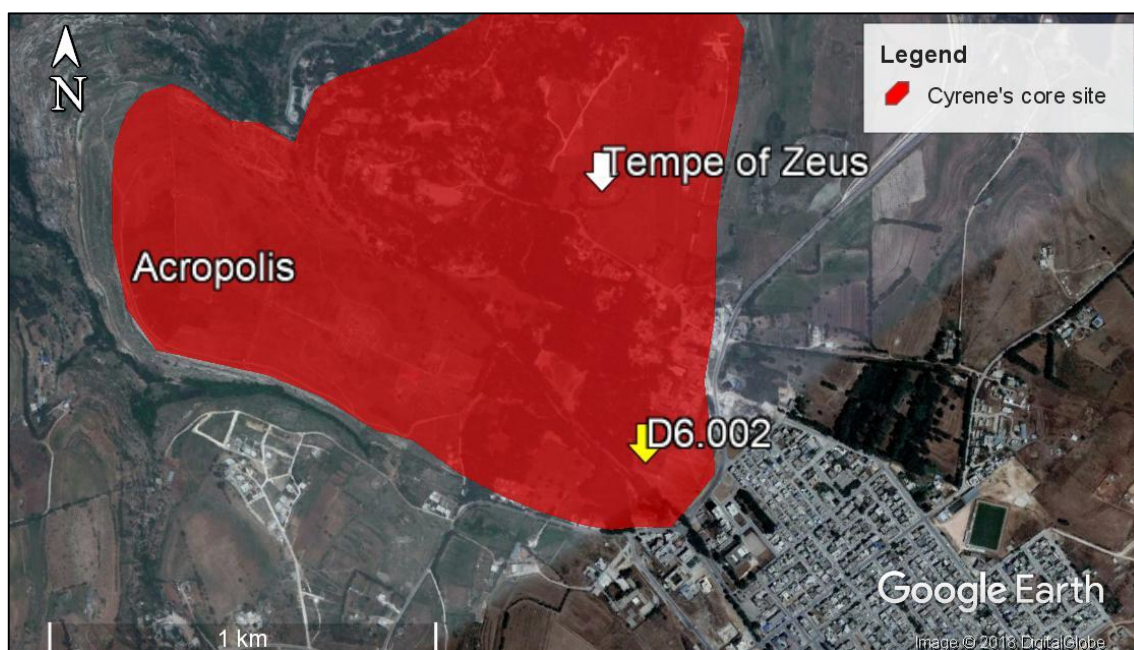 N
Legend
Cyrene's core site
Tempe of Zeus
Acropolis
D6.002
Google Earth
1 km
Image © 2018 DigitalGlobe